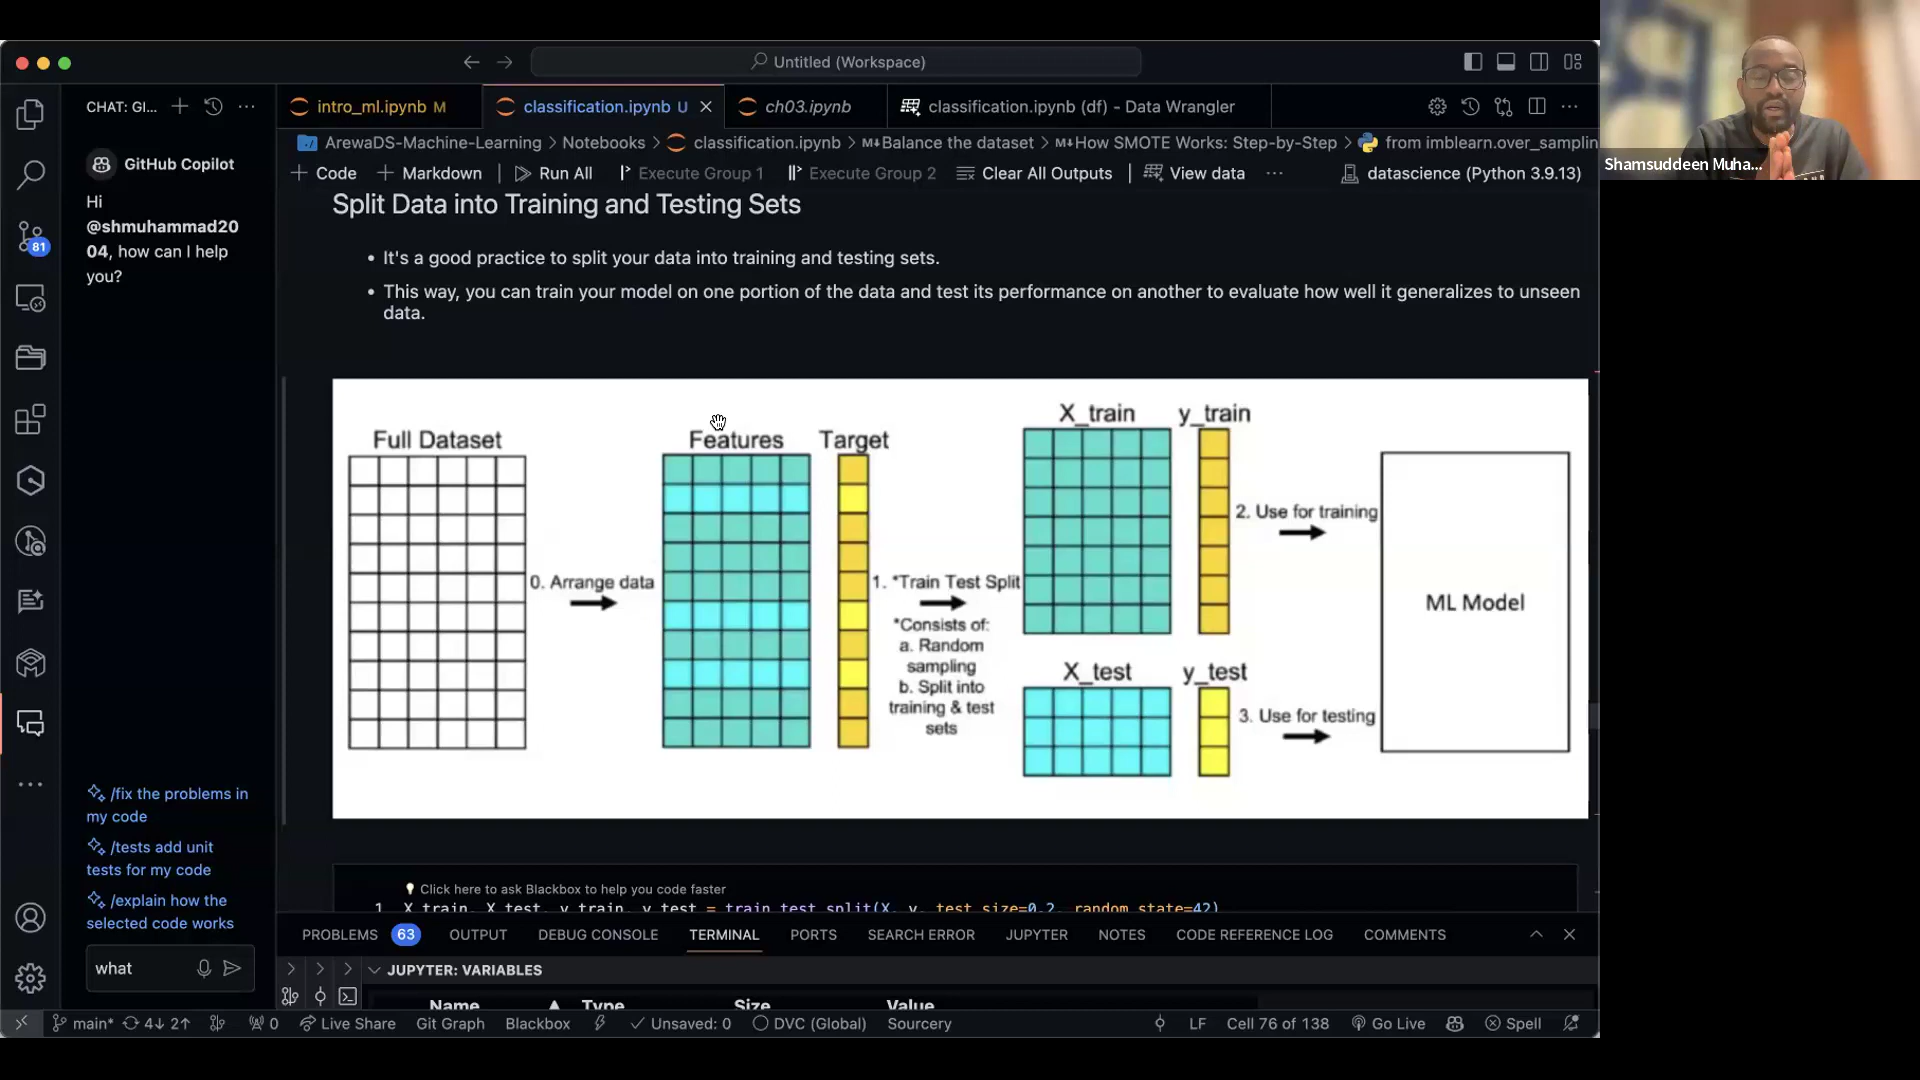 Untitled (Workspace)
CHAT: GI...
intro_ml.ipynb M
classification.ipynb U
ch03.ipynb
classification.ipynb (df) - Data Wrangler
ArewaDS-Machine-Learning > Notebooks > classification.ipynb > M↓Balance the dataset > M↓How SMOTE Works: Step-by-Step > from imblearn.over_samplin
+ Code + Markdown Run All Execute Group 1 Execute Group 2 Clear All Outputs View data ... datascience (Python 3.9.13)
GitHub Copilot
Hi
@shmuhammad20
04, how can I help
you?
/fix the problems in
my code
/tests add unit
tests for my code
/explain how the
selected code works
what
81
Split Data into Training and Testing Sets
• It's a good practice to split your data into training and testing sets.
• This way, you can train your model on one portion of the data and test its performance on another to evaluate how well it generalizes to unseen
data.
Full Dataset
0. Arrange data
Features
Target
1. *Train Test Split
*Consists of:
a. Random
sampling
b. Split into
training & test
sets
X_train
y_train
2. Use for training
X_test
y_test
3. Use for testing
ML Model
Click here to ask Blackbox to help you code faster
1 X_train, X_test, y_train, y_test = train_test_split(X, y, test_size=0.2, random_state=42)
PROBLEMS 63 OUTPUT DEBUG CONSOLE TERMINAL PORTS SEARCH ERROR JUPYTER NOTES CODE REFERENCE LOG COMMENTS
JUPYTER: VARIABLES
Name Type Size Value
main* 4↓ 2↑ 0 Live Share Git Graph Blackbox Unsaved: 0 DVC (Global) Sourcery LF Cell 76 of 138 Go Live Spell
Shamsuddeen Muha...